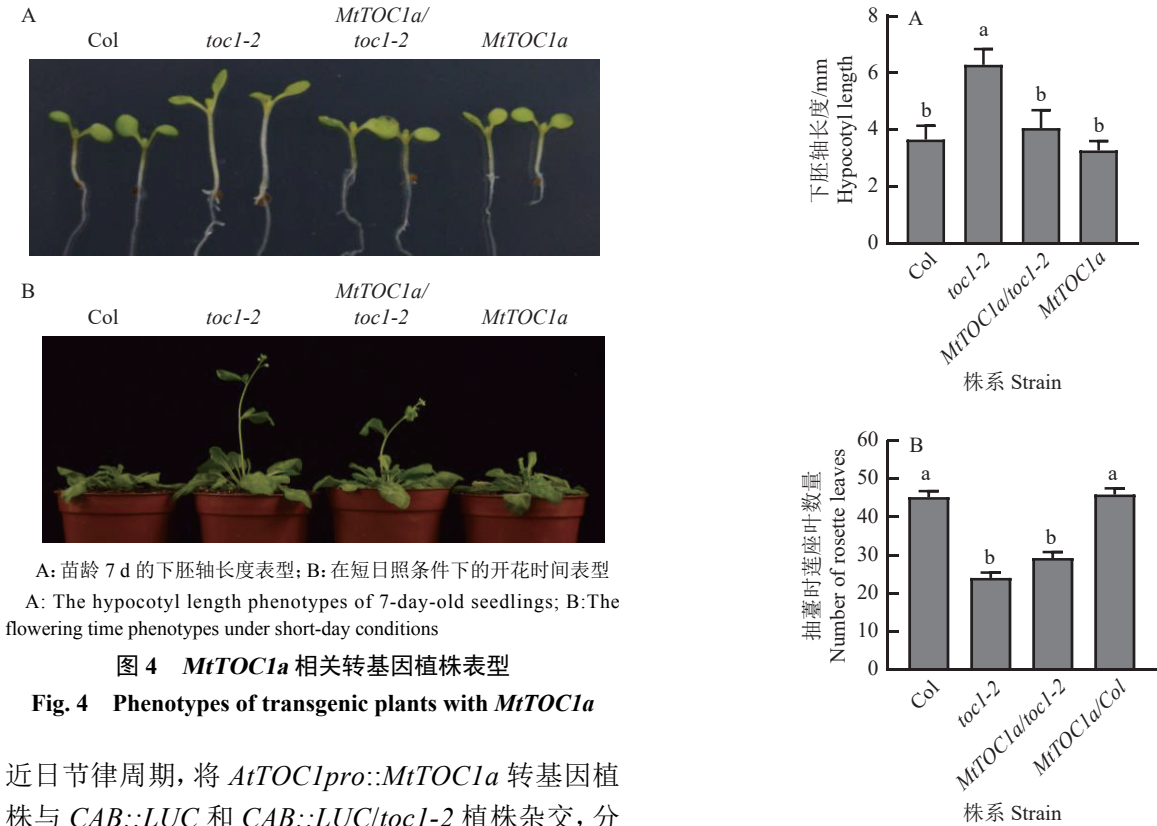 A
MtTOC1a/
Col toc1-2 toc1-2 MtTOC1a
B
MtTOC1a/
Col toc1-2 toc1-2 MtTOC1a
A: 苗龄 7 d 的下胚轴长度表型; B: 在短日照条件下的开花时间表型
A: The hypocotyl length phenotypes of 7-day-old seedlings; B:The
flowering time phenotypes under short-day conditions
图 4 MtTOC1a 相关转基因植株表型
Fig. 4 Phenotypes of transgenic plants with MtTOC1a
近日节律周期, 将 AtTOC1pro::MtTOC1a 转基因植
株与 CAB::LUC 和 CAB::LUC/toc1-2 植株杂交, 分
A
下胚轴长度/mm
Hypocotyl length
8
6
4
2
0
b
a
b
b
Col
toc1-2
MtTOC1a/toc1-2
MtTOC1a
株系 Strain
B
抽薹时莲座叶数量
Number of rosette leaves
60
50
40
30
20
10
0
a
b
b
a
Col
toc1-2
MtTOC1a/toc1-2
MtTOC1a/Col
株系 Strain